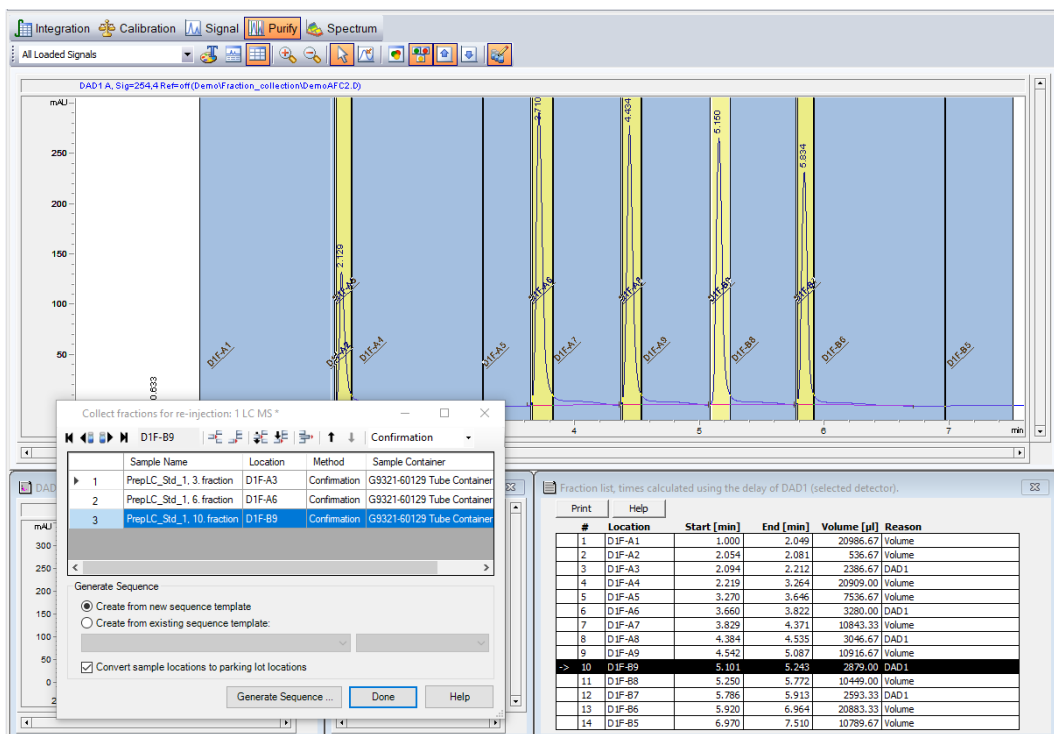 Integration Calibration Signal Purify Spectrum
All Loaded Signals
DAD1 A, Sig=254,4 Ref=off(Demo\Fraction_collection\DemoAFC2.D)
mAU
250
200
150
100
50
0.633
2.129
3.710
4.434
5.150
5.834
D1F-A1
D1F-A2
D1F-A4
D1F-A5
D1F-A6
D1F-A7
D1F-A9
D1F-B9
D1F-B8
D1F-B7
D1F-B6
D1F-B5
4 5 6 7 min
Collect fractions for re-injection: 1 LC MS *
D1F-B9 Confirmation
Sample Name Location Method Sample Container
1 PrepLC_Std_1, 3. fraction D1F-A3 Confirmation G9321-60129 Tube Container
2 PrepLC_Std_1, 6. fraction D1F-A6 Confirmation G9321-60129 Tube Container
3 PrepLC_Std_1, 10. fraction D1F-B9 Confirmation G9321-60129 Tube Container
Generate Sequence
Create from new sequence template
Create from existing sequence template:
Convert sample locations to parking lot locations
Generate Sequence ... Done Help
DAD
mAU
300
250
200
150
100
50
0
2
Fraction list, times calculated using the delay of DAD1 (selected detector).
Print Help
# Location Start [min] End [min] Volume [µl] Reason
1 D1F-A1 1.000 2.049 20986.67 Volume
2 D1F-A2 2.054 2.081 536.67 Volume
3 D1F-A3 2.094 2.212 2386.67 DAD1
4 D1F-A4 2.219 3.264 20909.00 Volume
5 D1F-A5 3.270 3.646 7536.67 Volume
6 D1F-A6 3.660 3.822 3280.00 DAD1
7 D1F-A7 3.829 4.371 10843.33 Volume
8 D1F-A8 4.384 4.535 3046.67 DAD1
9 D1F-A9 4.542 5.087 10916.67 Volume
-> 10 D1F-B9 5.101 5.243 2879.00 DAD1
11 D1F-B8 5.250 5.772 10449.00 Volume
12 D1F-B7 5.786 5.913 2593.33 DAD1
13 D1F-B6 5.920 6.964 20883.33 Volume
14 D1F-B5 6.970 7.510 10789.67 Volume